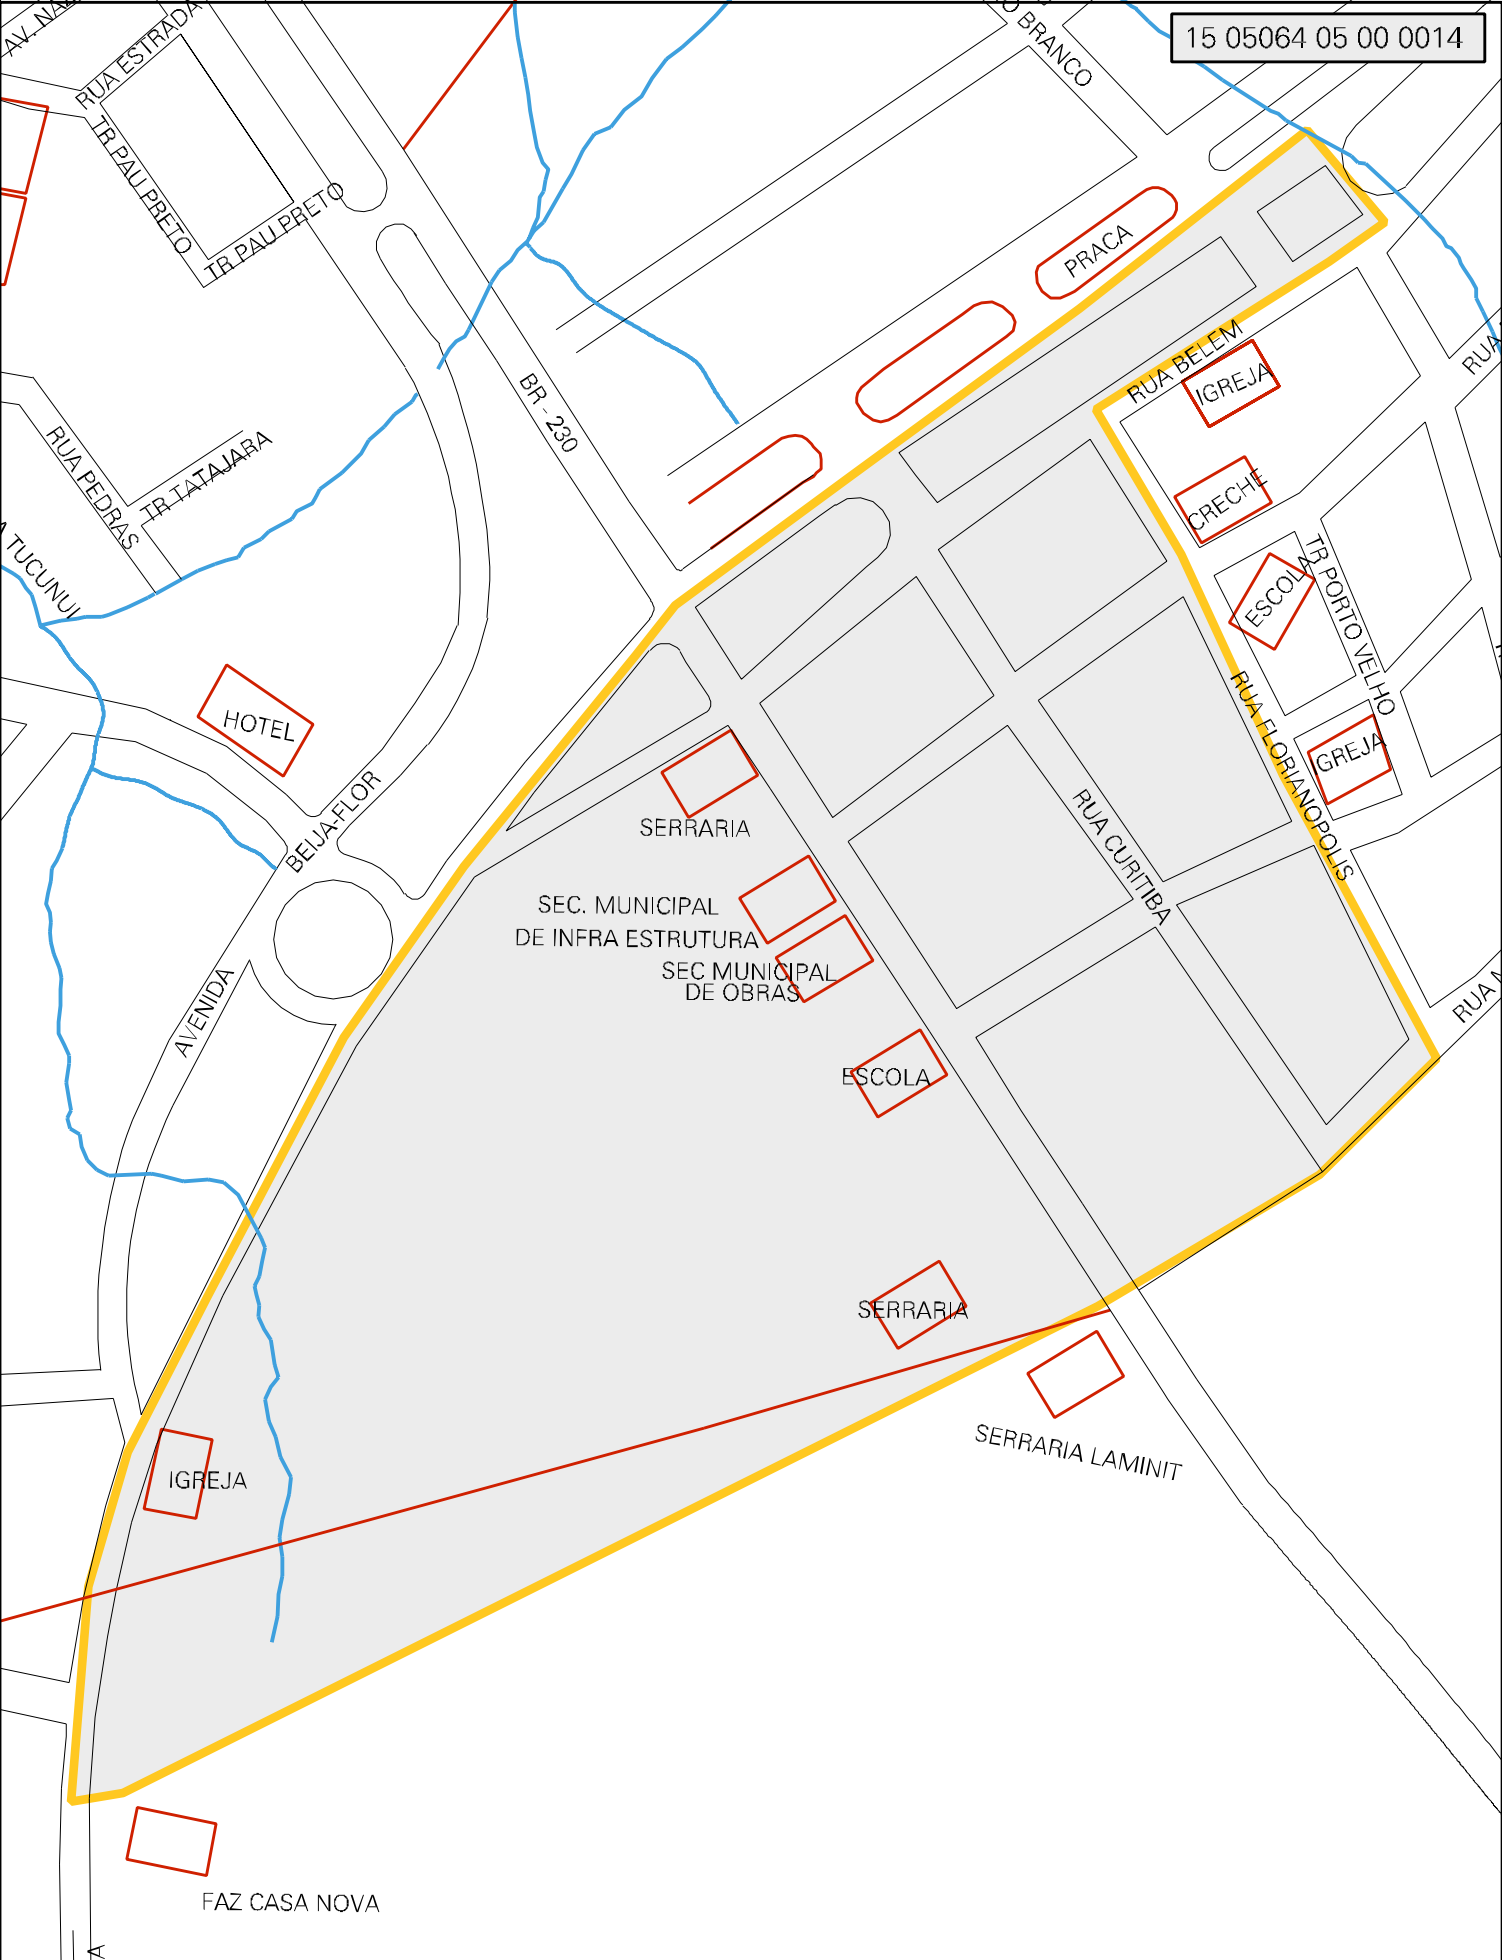 15 05064 05 00 0014
RUA ESTRADA
BRANCO
TR PAU PRETO
TR PAU PRETO
PRACA
BR - 230
RUA BELEM
IGREJA
RUA
RUA PEDRAS
TR TATAJARA
CRECHE
TUCUNUI
ESCOLA
TR PORTO VELHO
HOTEL
RUA FLORIANOPOLIS
IGREJA
BEIJA-FLOR
SERRARIA
RUA CURITIBA
SEC. MUNICIPAL
DE INFRA ESTRUTURA
SEC MUNICIPAL
DE OBRAS
AVENIDA
RUA
ESCOLA
SERRARIA
SERRARIA LAMINIT
IGREJA
FAZ CASA NOVA